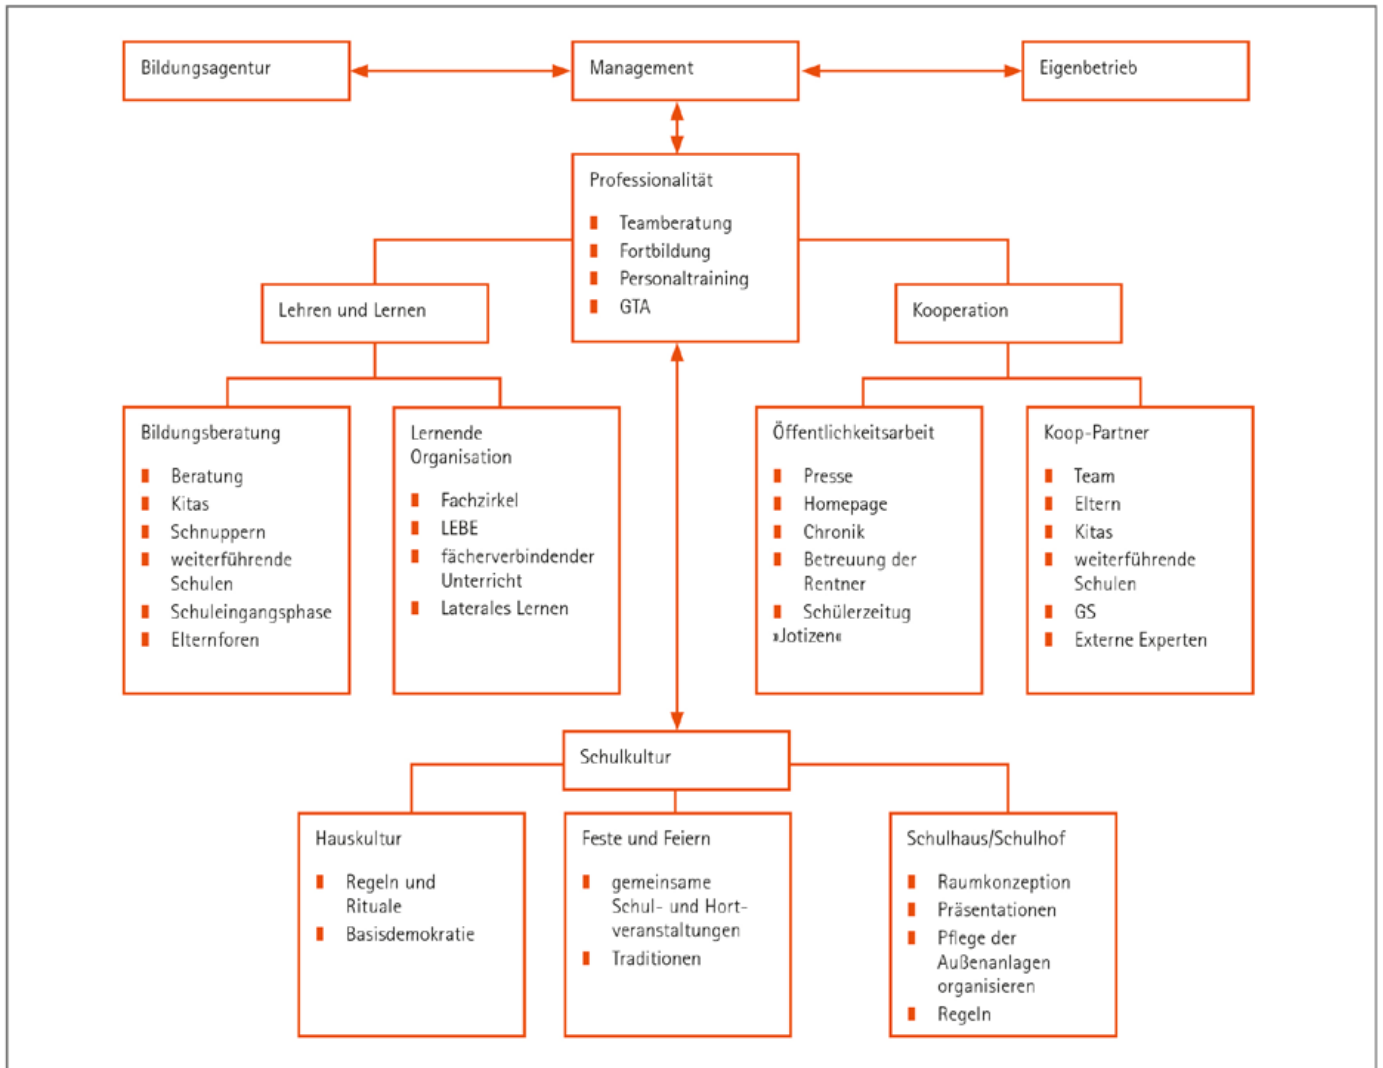 Bildungsagentur
Management
Eigenbetrieb
Professionalität
Teamberatung
Fortbildung
Personaltraining
GTA
Lehren und Lernen
Kooperation
Bildungsberatung
Beratung
Kitas
Schnuppern
weiterführende
Schulen
Schuleingangsphase
Elternforen
Lernende
Organisation
Fachzirkel
LEBE
fächerverbindender
Unterricht
Laterales Lernen
Öffentlichkeitsarbeit
Presse
Homepage
Chronik
Betreuung der
Rentner
Schülerzeitug
»Jotizen«
Koop-Partner
Team
Eltern
Kitas
weiterführende
Schulen
GS
Externe Experten
Schulkultur
Hauskultur
Regeln und
Rituale
Basisdemokratie
Feste und Feiern
gemeinsame
Schul- und Hort-
veranstaltungen
Traditionen
Schulhaus/Schulhof
Raumkonzeption
Präsentationen
Pflege der
Außenanlagen
organisieren
Regeln